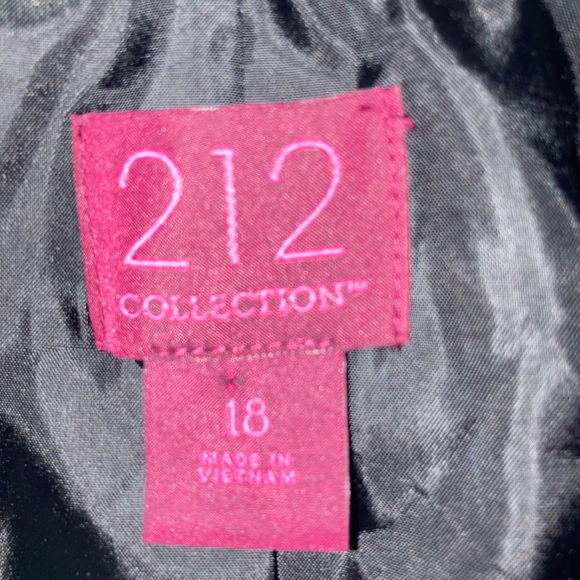 212
COLLECTION™
18
MADE IN
VIETNAM